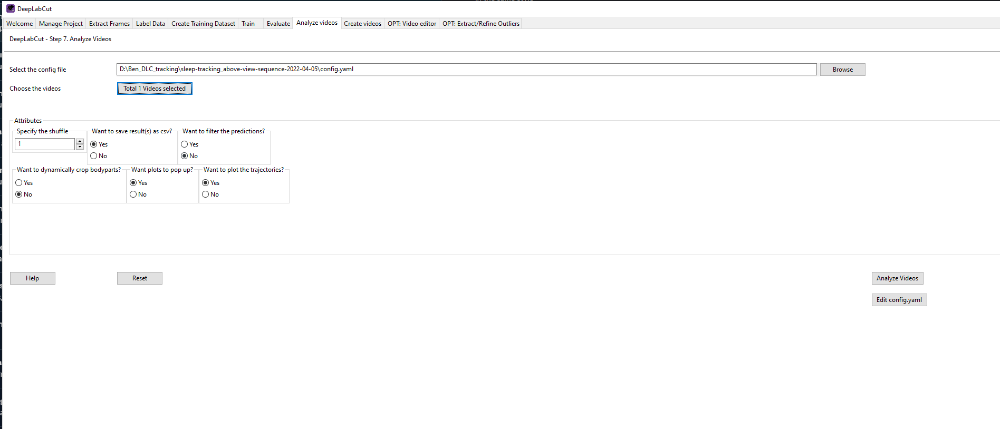 DeepLabCut
Welcome Manage Project Extract Frames Label Data Create Training Dataset Train Evaluate Analyze videos Create videos OPT: Video editor OPT: Extract/Refine Outliers
DeepLabCut - Step 7. Analyze Videos
Select the config file D:\Ben_DLC_tracking\sleep-tracking_above-view-sequence-2022-04-05\config.yaml Browse
Choose the videos Total 1 Videos selected
Attributes
Specify the shuffle Want to save result(s) as csv? Want to filter the predictions?
1 Yes Yes
No No
Want to dynamically crop bodyparts? Want plots to pop up? Want to plot the trajectories?
Yes Yes Yes
No No No
Help Reset Analyze Videos
Edit config.yaml